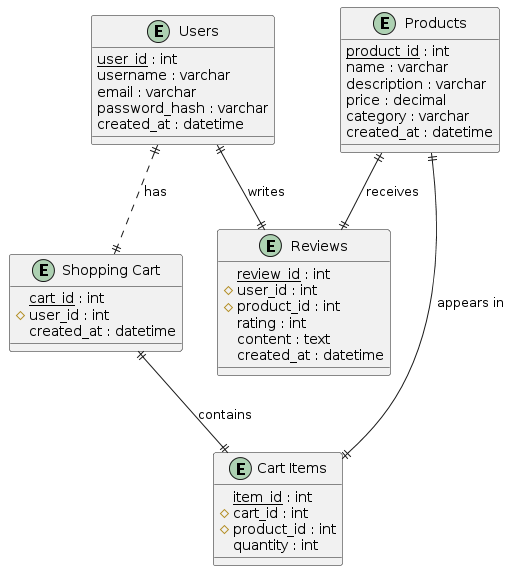 E Users
user_id : int
username : varchar
email : varchar
password_hash : varchar
created_at : datetime
E Products
product_id : int
name : varchar
description : varchar
price : decimal
category : varchar
created_at : datetime
has
writes
receives
E Shopping Cart
cart_id : int
user_id : int
created_at : datetime
E Reviews
review_id : int
user_id : int
product_id : int
rating : int
content : text
created_at : datetime
appears in
contains
E Cart Items
item_id : int
cart_id : int
product_id : int
quantity : int